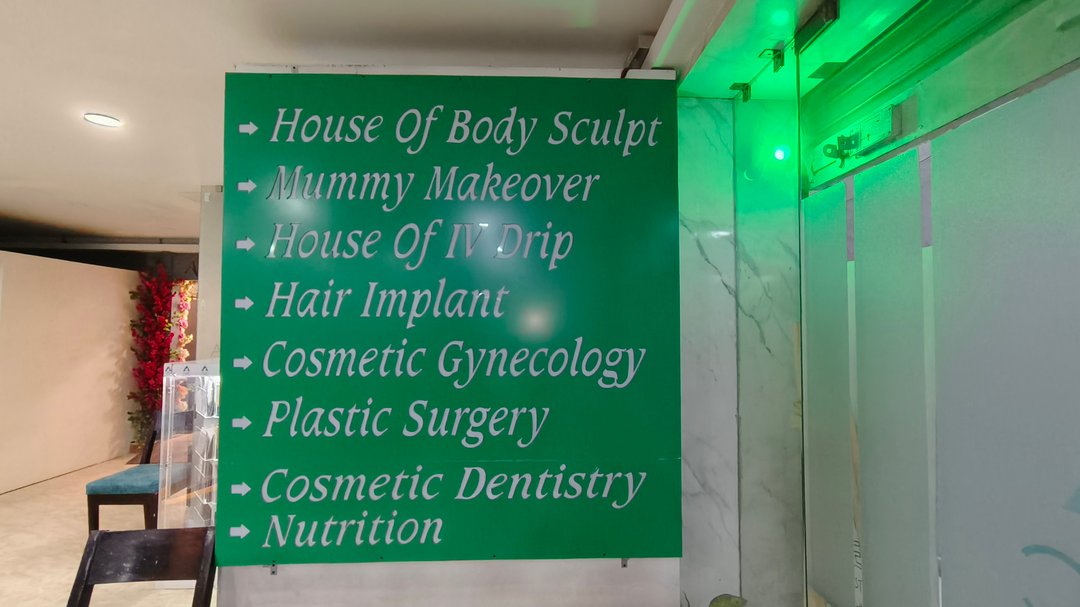 House Of Body Sculpt
Mummy Makeover
House Of IV Drip
Hair Implant
Cosmetic Gynecology
Plastic Surgery
Cosmetic Dentistry
Nutrition